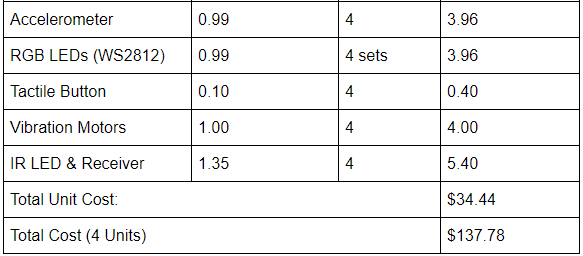 Accelerometer 0.99 4 3.96
RGB LEDs (WS2812) 0.99 4 sets 3.96
Tactile Button 0.10 4 0.40
Vibration Motors 1.00 4 4.00
IR LED & Receiver 1.35 4 5.40
Total Unit Cost: $34.44
Total Cost (4 Units) $137.78